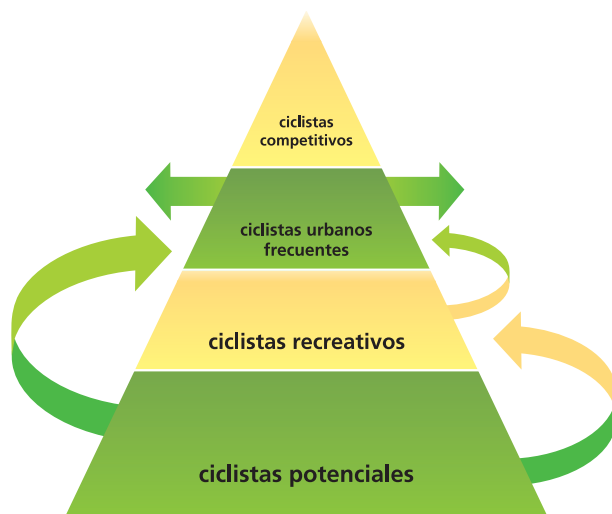 ciclistas
competitivos
ciclistas urbanos
frecuentes
ciclistas recreativos
ciclistas potenciales